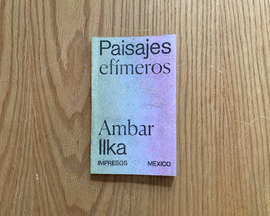 Paisajes
efímeros
Ambar
Ilka
IMPRESOS MEXICO